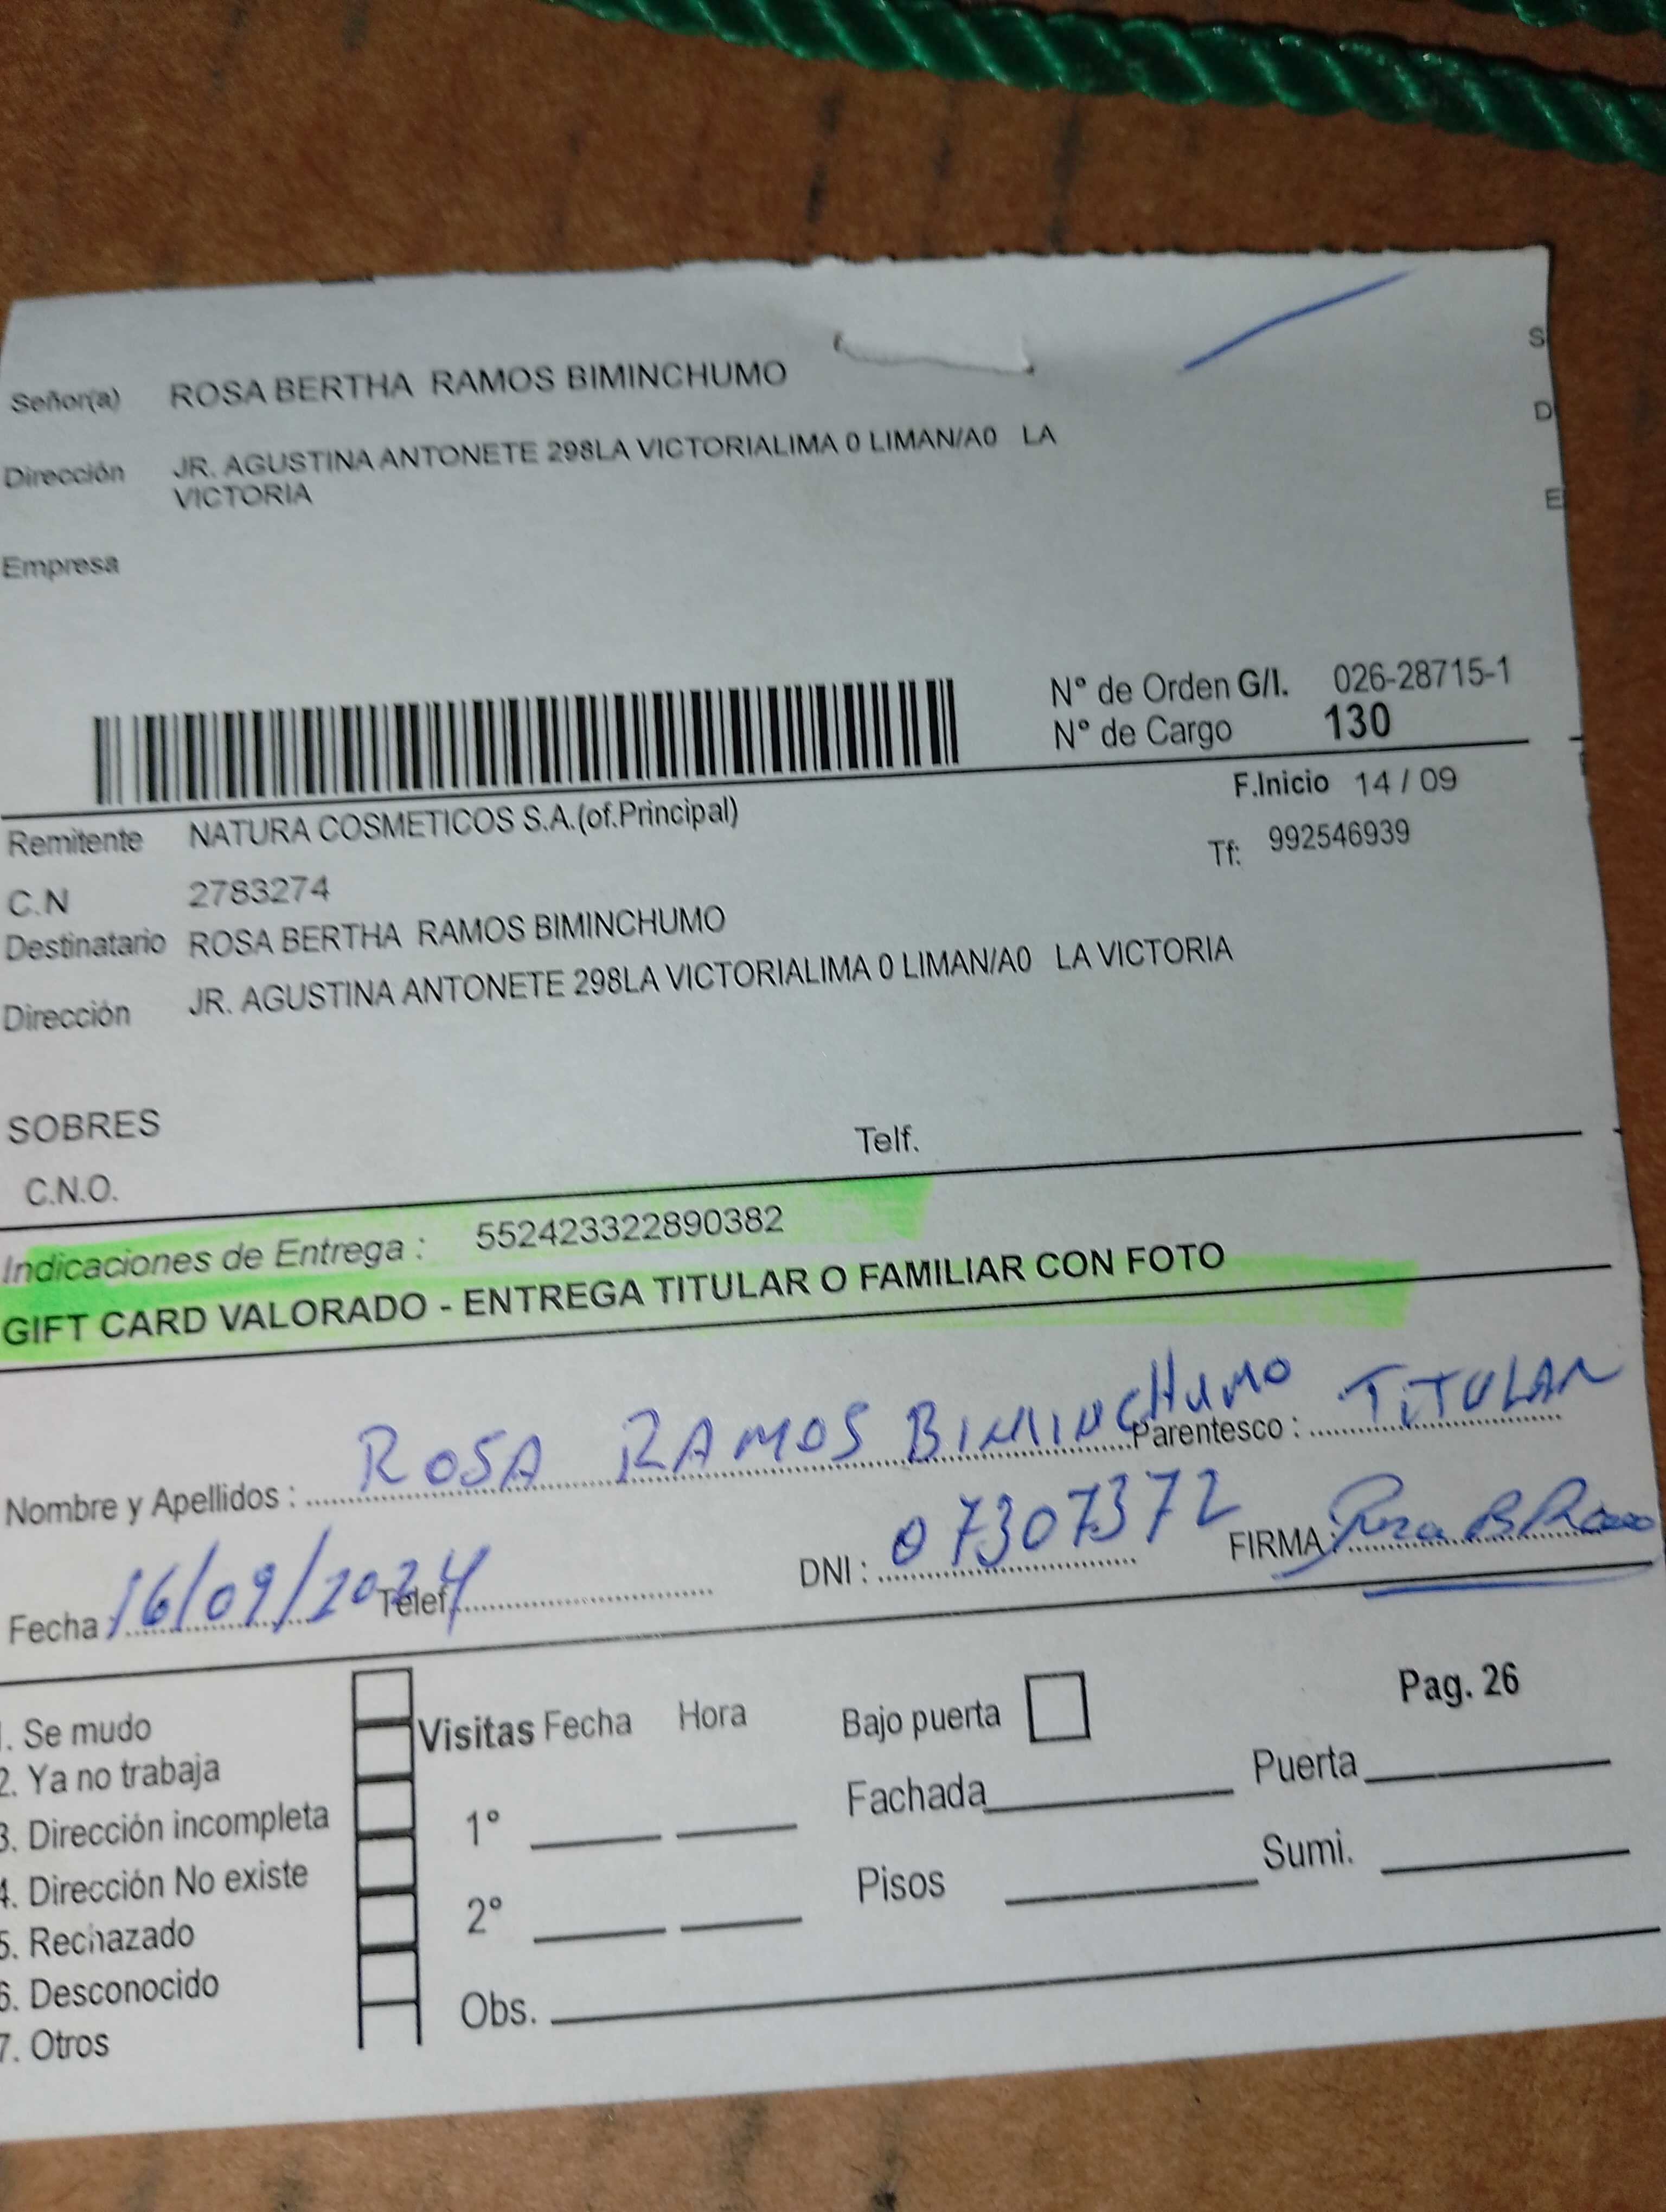 Señor(a) ROSA BERTHA RAMOS BIMINCHUMO
Dirección JR. AGUSTINA ANTONETE 298LA VICTORIALIMA 0 LIMAN/A0 LA
VICTORIA
Empresa
S
D
E
N° de Orden G/I. 026-28715-1
N° de Cargo 130
F.Inicio 14 / 09
Remitente NATURA COSMETICOS S.A.(of.Principal)
Tf: 992546939
C.N 2783274
Destinatario ROSA BERTHA RAMOS BIMINCHUMO
Dirección JR. AGUSTINA ANTONETE 298LA VICTORIALIMA 0 LIMAN/A0 LA VICTORIA
SOBRES
Telf.
C.N.O.
Indicaciones de Entrega : 552423322890382
GIFT CARD VALORADO - ENTREGA TITULAR O FAMILIAR CON FOTO
Nombre y Apellidos : ROSA RAMOS BIMINCHUMO Parentesco : TITULAR
Fecha 16/09/2024 Telef. DNI : 07307372 FIRMA : Rosa B Ramos
1. Se mudo
2. Ya no trabaja
3. Dirección incompleta
4. Dirección No existe
5. Rechazado
6. Desconocido
7. Otros
Visitas Fecha Hora
1°
2°
Obs.
Bajo puerta
Pag. 26
Fachada Puerta
Pisos Sumi.